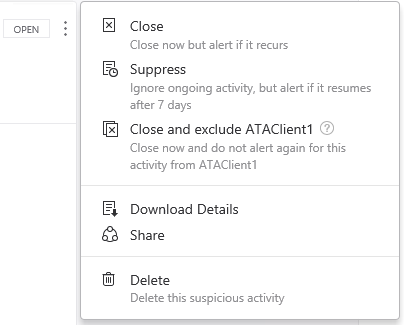 OPEN
Close
Close now but alert if it recurs
Suppress
Ignore ongoing activity, but alert if it resumes
after 7 days
Close and exclude ATAClient1 ?
Close now and do not alert again for this
activity from ATAClient1
Download Details
Share
Delete
Delete this suspicious activity